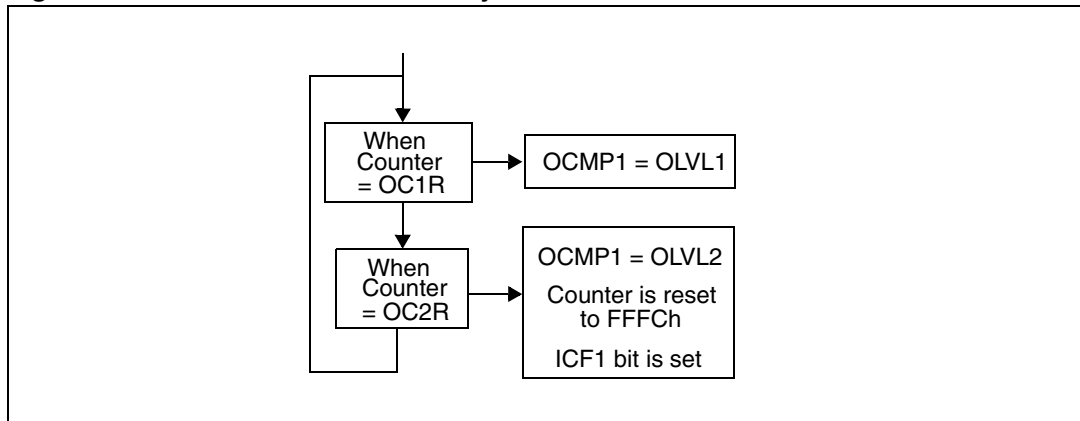 When
Counter
= OC1R
OCMP1 = OLVL1
When
Counter
= OC2R
OCMP1 = OLVL2
Counter is reset
to FFFCh
ICF1 bit is set